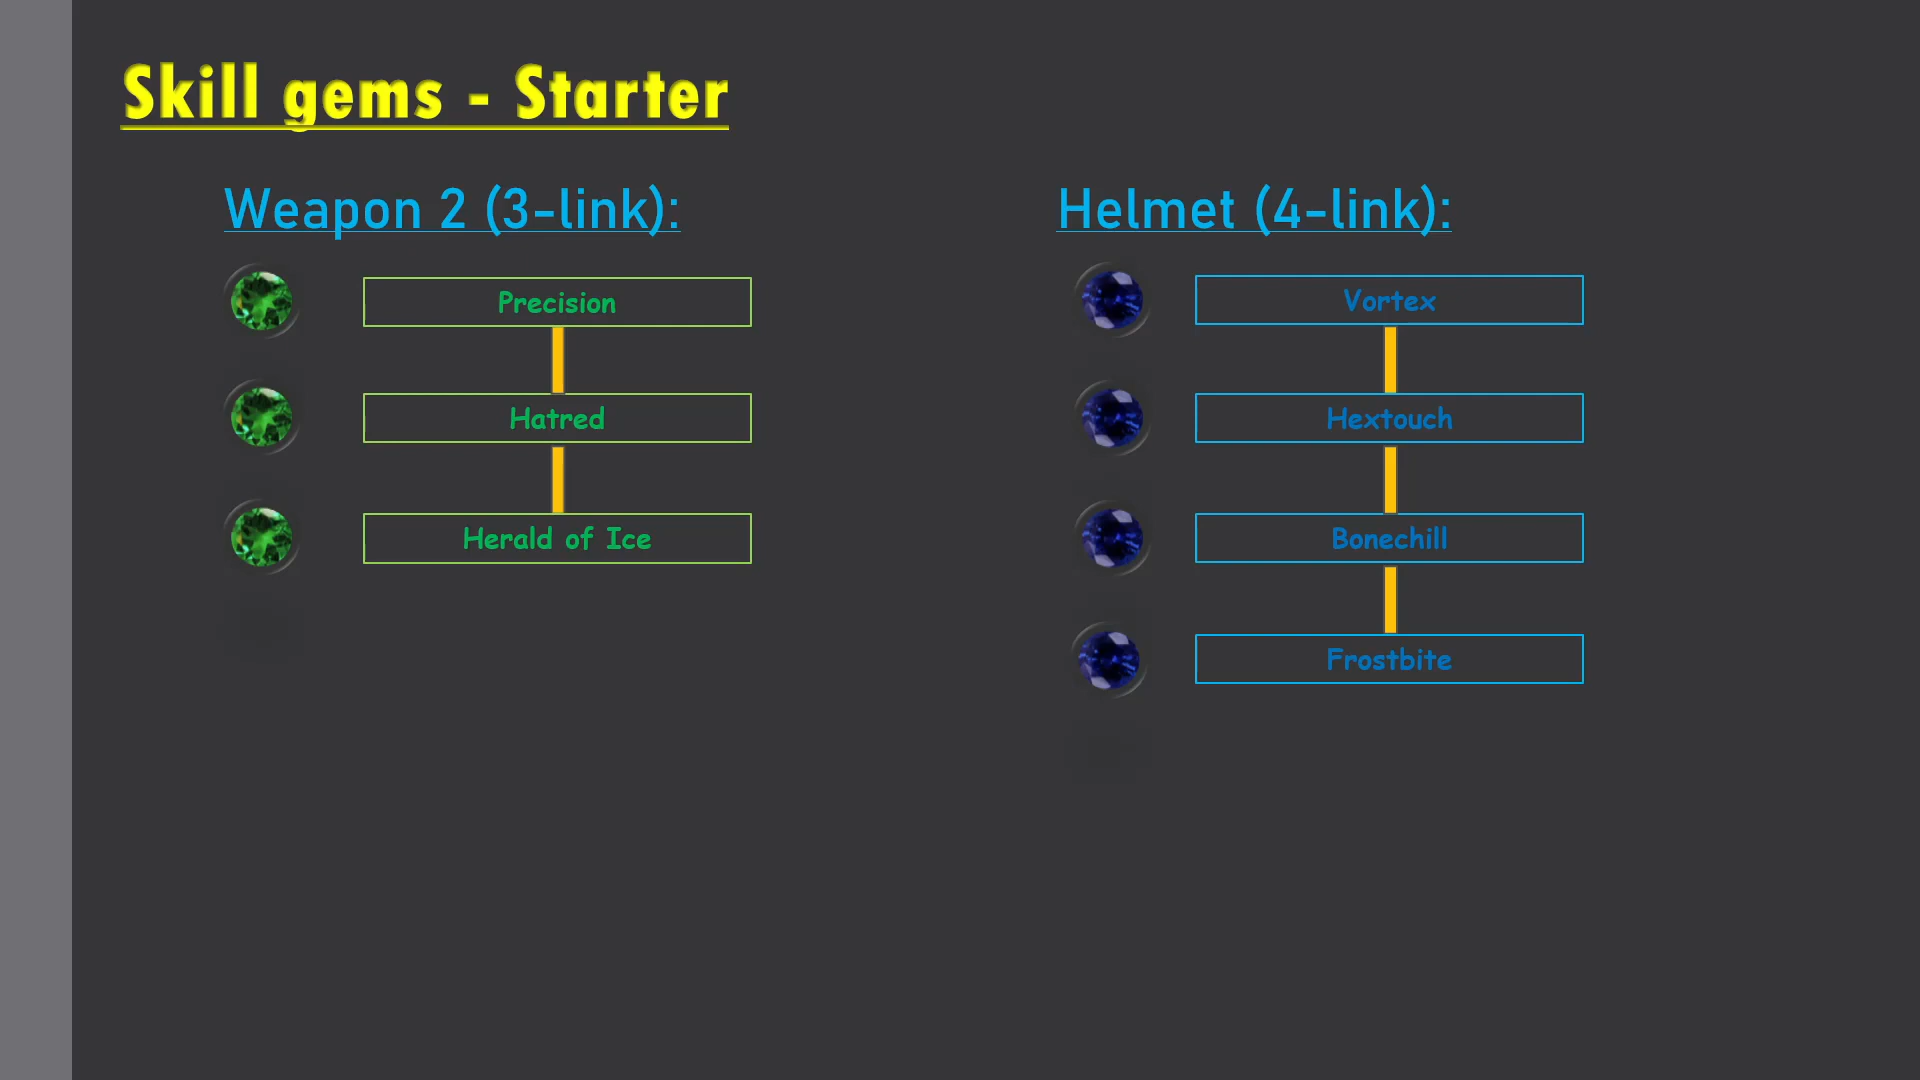 Skill gems - Starter
Weapon 2 (3-link):
Precision
Hatred
Herald of Ice
Helmet (4-link):
Vortex
Hextouch
Bonechill
Frostbite